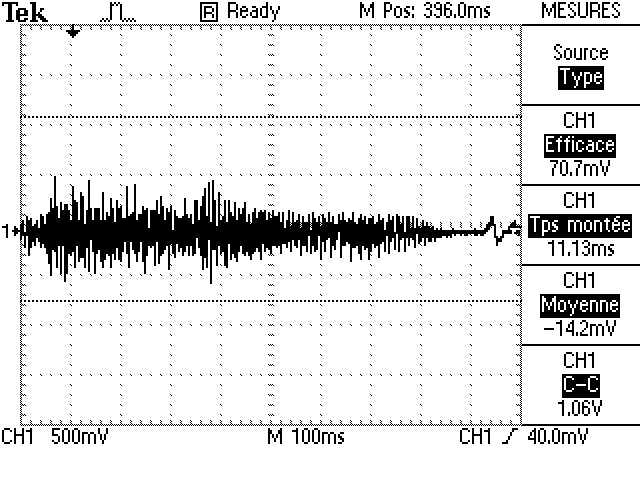 Tek R Ready M Pos: 396.0ms MESURES
Source
Type
CH1
Efficace
70.7mV
CH1
Tps montée
11.13ms
CH1
Moyenne
-14.2mV
CH1
C-C
1.06V
1
CH1 500mV M 100ms CH1 40.0mV